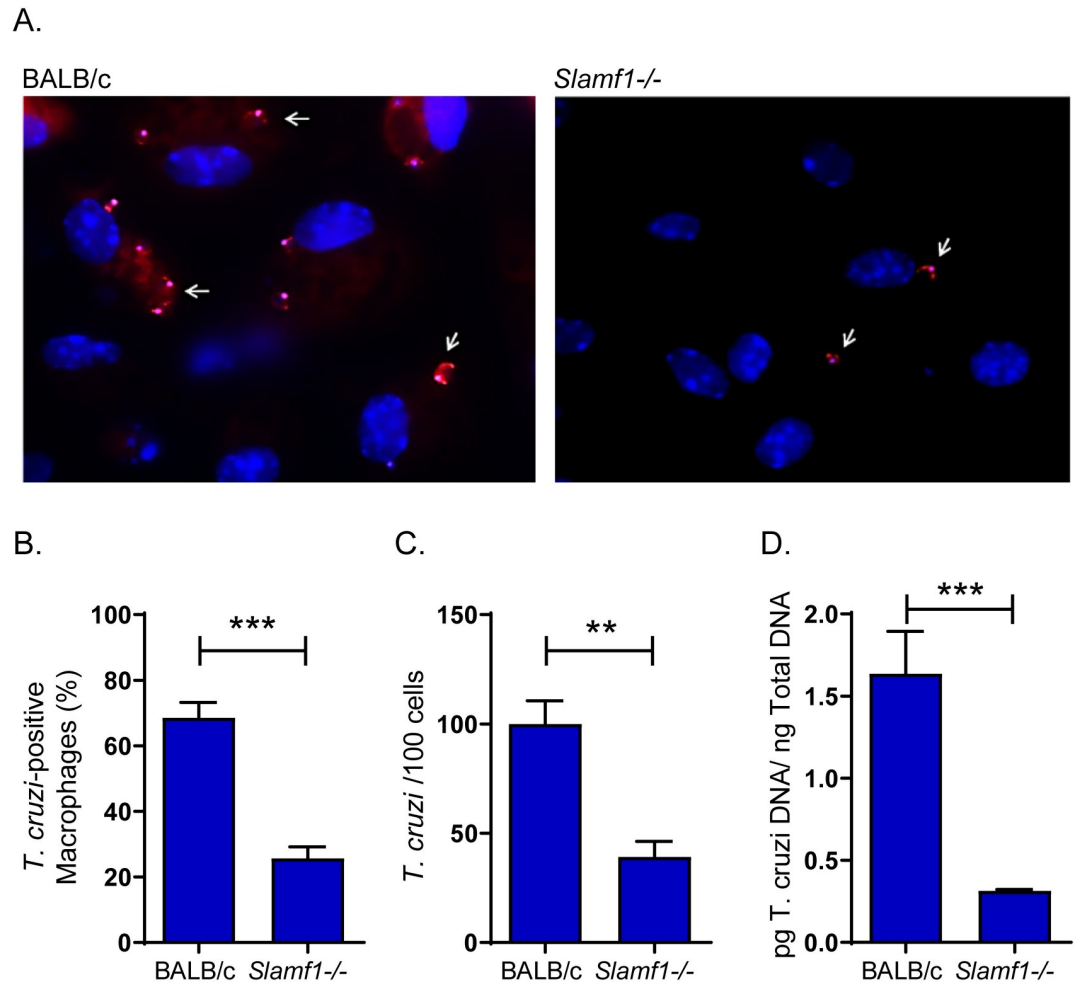 A.
BALB/c
Slamf1-/-
B.
T. cruzi-positive
Macrophages (%)
100
80
60
40
20
0
***
BALB/c Slamf1-/-
C.
T. cruzi /100 cells
150
100
50
0
**
BALB/c Slamf1-/-
D.
pg T. cruzi DNA/ ng Total DNA
2.0
1.5
1.0
0.5
0.0
***
BALB/c Slamf1-/-